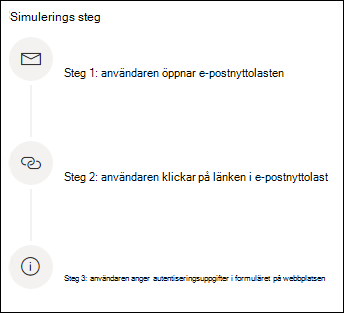 Simulerings steg
Steg 1: användaren öppnar e-postnyttolasten
Steg 2: användaren klickar på länken i e-postnyttolast
Steg 3: användaren anger autentiseringsuppgifter i formuläret på webbplatsen